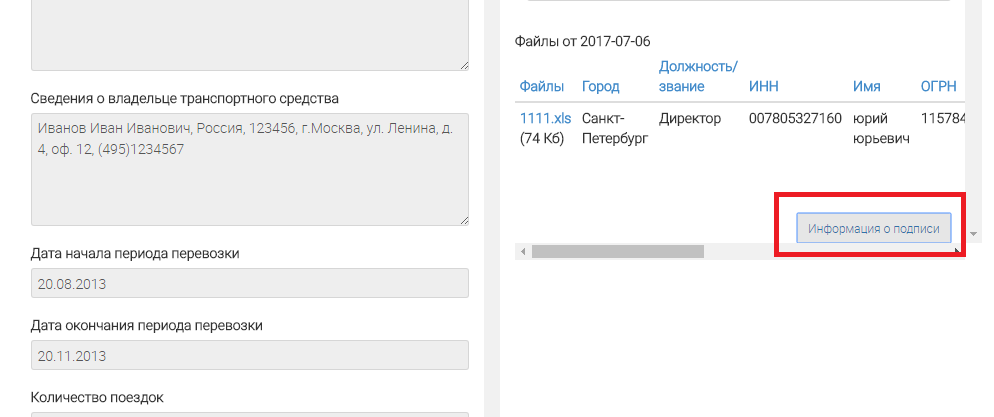 Сведения о владельце транспортного средства
Иванов Иван Иванович, Россия, 123456, г.Москва, ул. Ленина, д.
4, оф. 12, (495)1234567
Дата начала периода перевозки
20.08.2013
Дата окончания периода перевозки
20.11.2013
Количество поездок
Файлы от 2017-07-06
Файлы Город Должность/
звание ИНН Имя ОГРН
1111.xls Санкт- Директор 007805327160 юрий 115784
(74 Кб) Петербург юрьевич
Информация о подписи